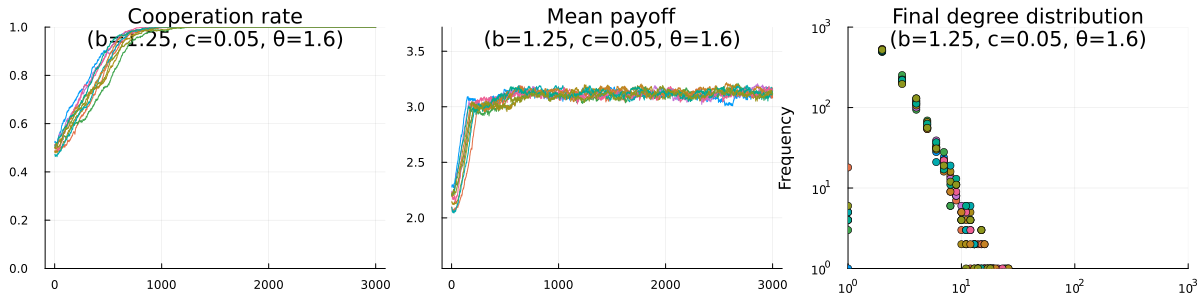 Cooperation rate
(b=1.25, c=0.05, θ=1.6)
1.0
0.8
0.6
0.4
0.2
0.0
0 1000 2000 3000
Mean payoff
(b=1.25, c=0.05, θ=1.6)
3.5
3.0
2.5
2.0
0 1000 2000 3000
Final degree distribution
(b=1.25, c=0.05, θ=1.6)
Frequency
10³
10²
10¹
10⁰
10⁰ 10¹ 10² 10³